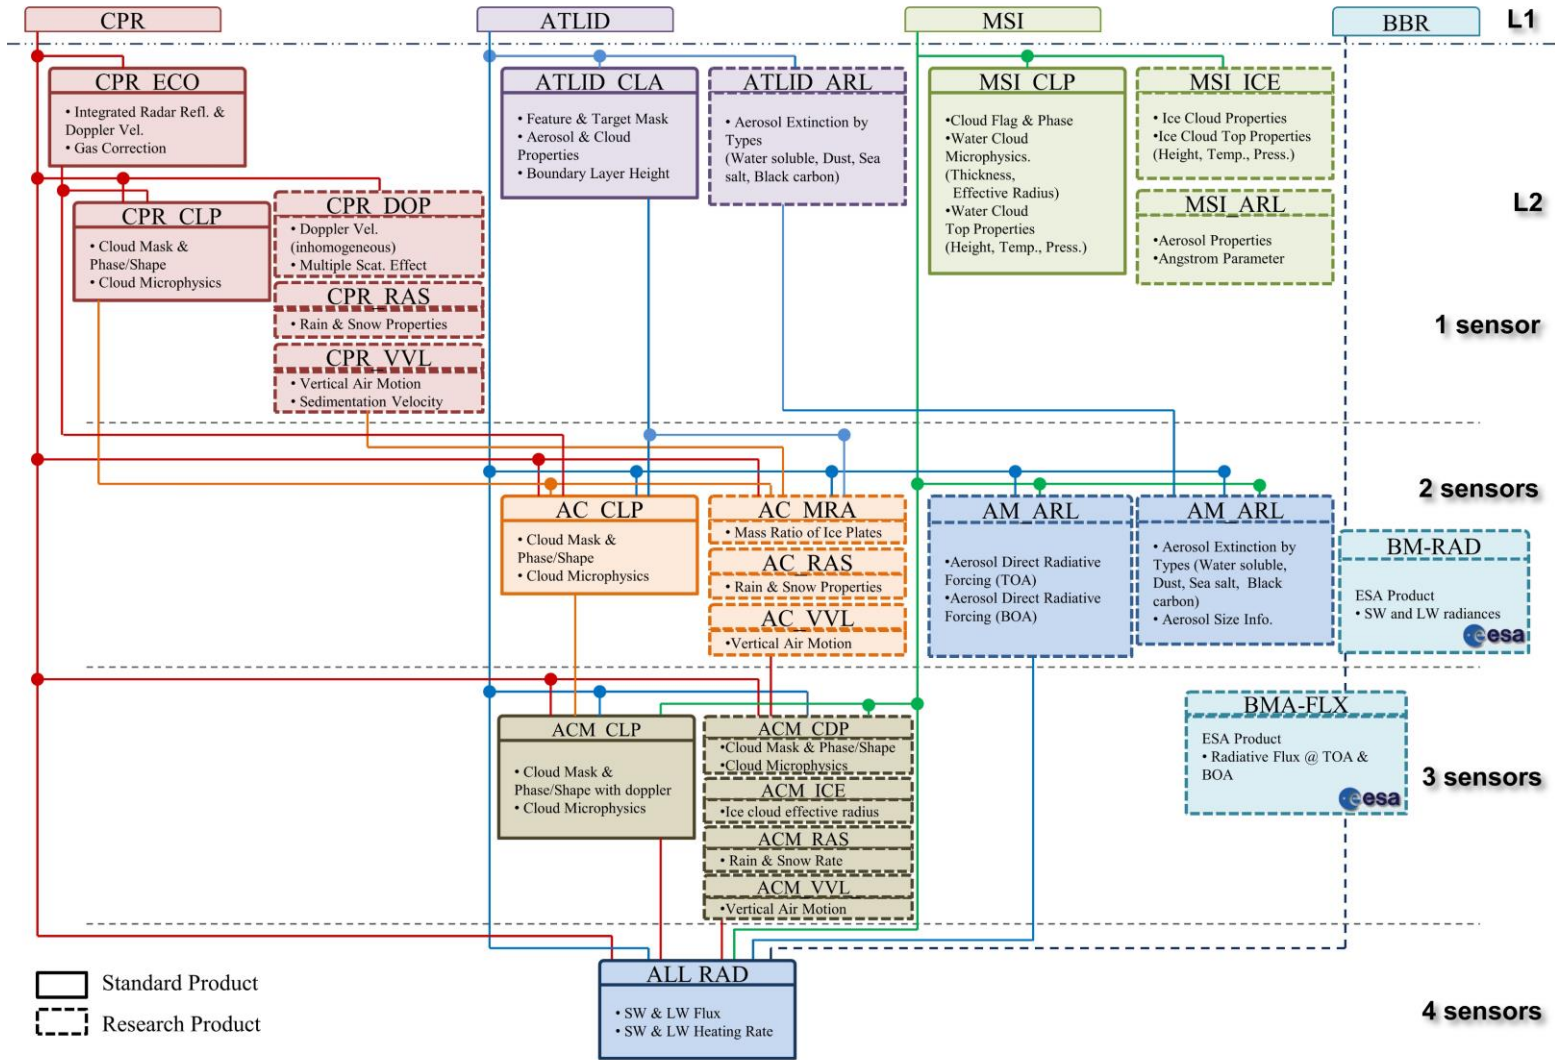 CPR
ATLID
MSI
BBR
L1
CPR_ECO
• Integrated Radar Refl. &
Doppler Vel.
• Gas Correction
ATLID_CLA
• Feature & Target Mask
• Aerosol & Cloud
Properties
• Boundary Layer Height
ATLID_ARL
• Aerosol Extinction by
Types
(Water soluble, Dust, Sea
salt, Black carbon)
MSI_CLP
•Cloud Flag & Phase
•Water Cloud
Microphysics.
(Thickness,
Effective Radius)
•Water Cloud
Top Properties
(Height, Temp., Press.)
MSI_ICE
• Ice Cloud Properties
•Ice Cloud Top Properties
(Height, Temp., Press.)
MSI_ARL
•Aerosol Properties
•Angstrom Parameter
L2
CPR_CLP
• Cloud Mask &
Phase/Shape
• Cloud Microphysics
CPR_DOP
• Doppler Vel.
(inhomogeneous)
• Multiple Scat. Effect
CPR_RAS
• Rain & Snow Properties
CPR_VVL
• Vertical Air Motion
• Sedimentation Velocity
1 sensor
AC_CLP
• Cloud Mask &
Phase/Shape
• Cloud Microphysics
AC_MRA
• Mass Ratio of Ice Plates
AC_RAS
• Rain & Snow Properties
AC_VVL
•Vertical Air Motion
AM_ARL
•Aerosol Direct Radiative
Forcing (TOA)
•Aerosol Direct Radiative
Forcing (BOA)
AM_ARL
• Aerosol Extinction by
Types (Water soluble,
Dust, Sea salt, Black
carbon)
• Aerosol Size Info.
BM-RAD
ESA Product
• SW and LW radiances
esa
2 sensors
ACM_CLP
• Cloud Mask &
Phase/Shape with doppler
• Cloud Microphysics
ACM_CDP
•Cloud Mask & Phase/Shape
•Cloud Microphysics
ACM_ICE
•Ice cloud effective radius
ACM_RAS
• Rain & Snow Rate
ACM_VVL
•Vertical Air Motion
BMA-FLX
ESA Product
• Radiative Flux @ TOA &
BOA
esa
3 sensors
ALL RAD
• SW & LW Flux
• SW & LW Heating Rate
4 sensors
Standard Product
Research Product